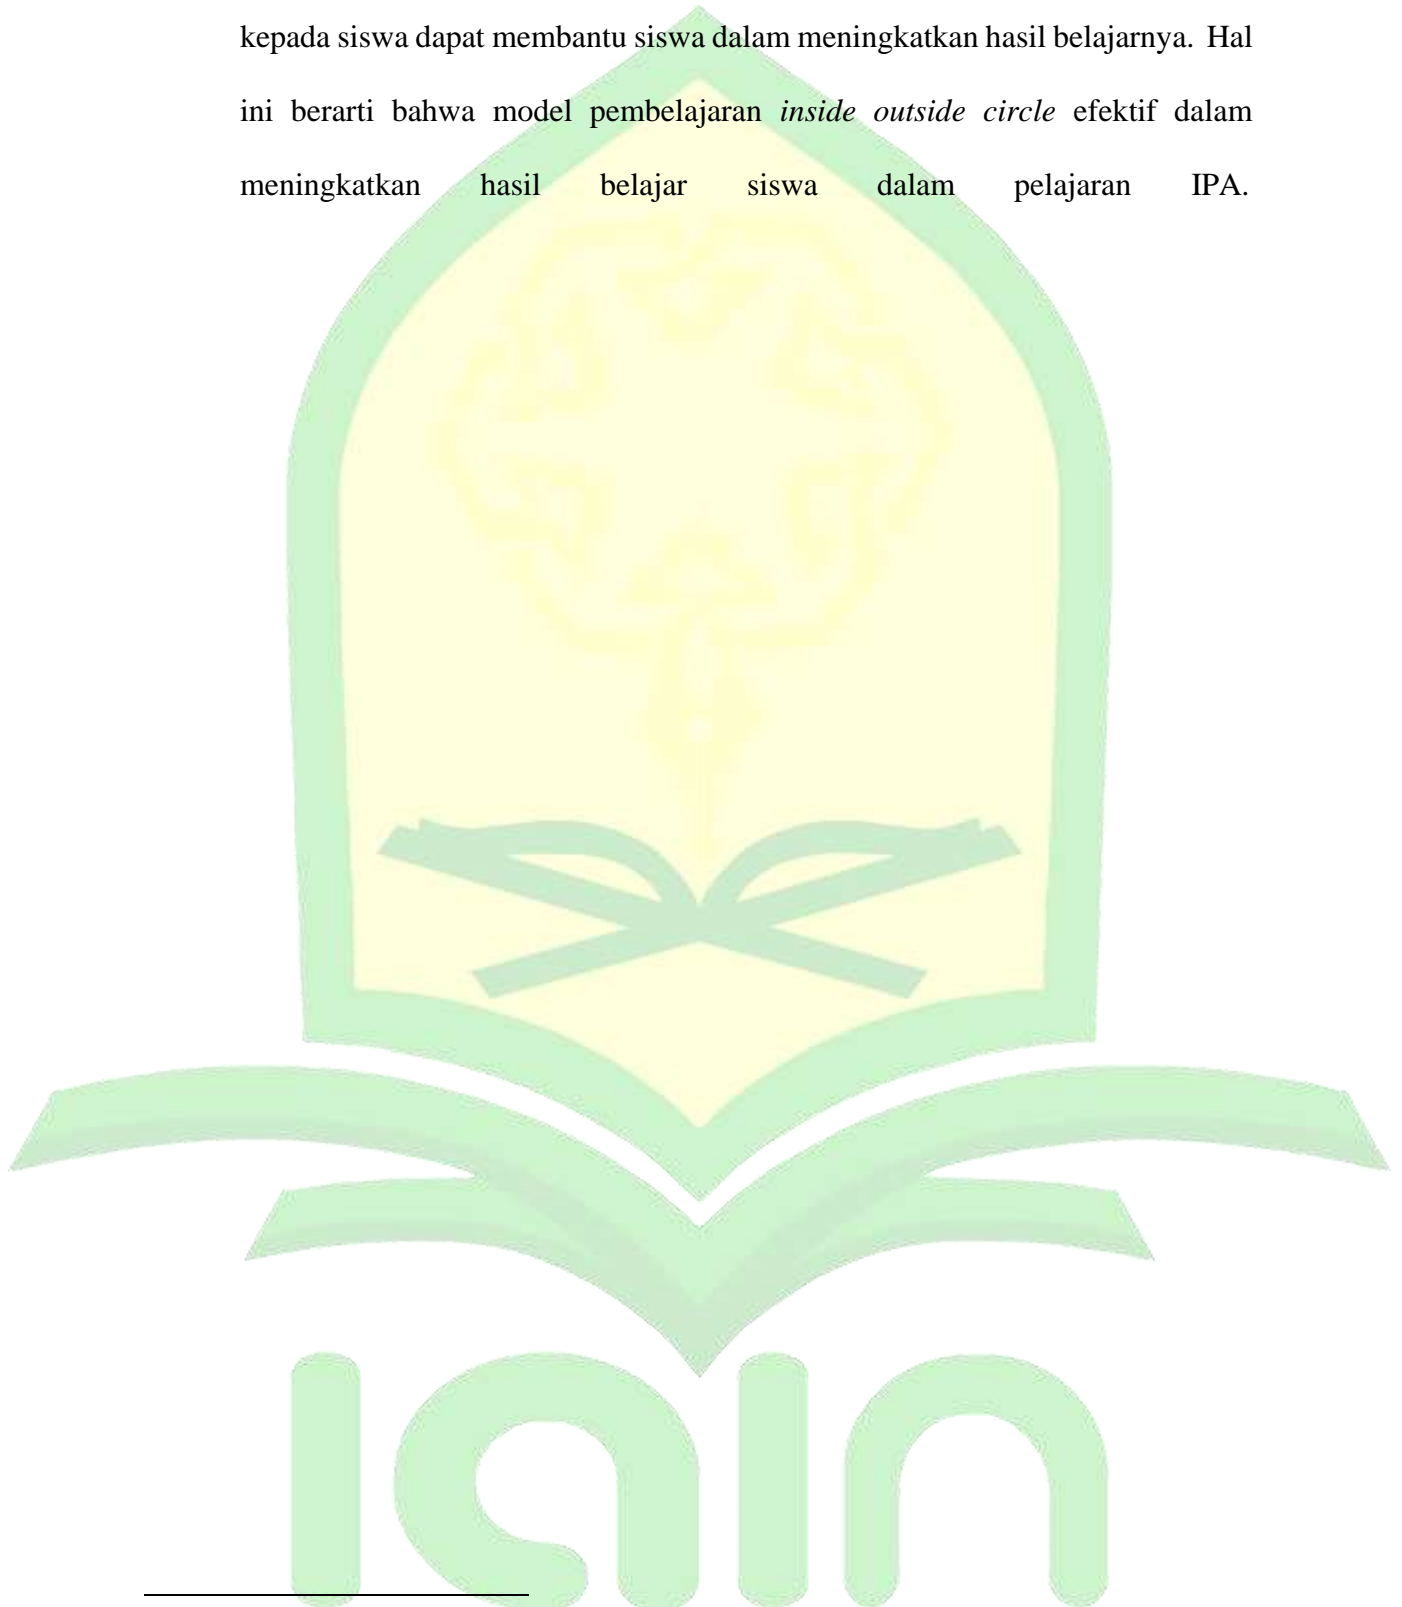 kepada siswa dapat membantu siswa dalam meningkatkan hasil belajarnya. Hal
ini berarti bahwa model pembelajaran inside outside circle efektif dalam
meningkatkan hasil belajar siswa dalam pelajaran IPA.
iain